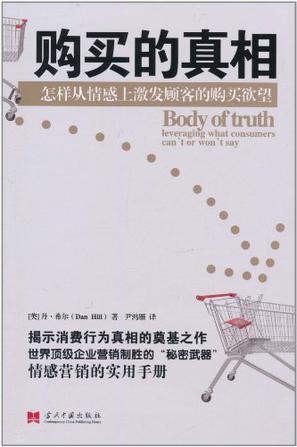 购买的真相
怎样从情感上激发顾客的购买欲望
Body of truth
leveraging what consumers
can't or won't say
[美] 丹·希尔 (Dan Hill) 著 尹鸿雁 译
揭示消费行为真相的奠基之作
世界顶级企业营销制胜的“秘密武器”
情感营销的实用手册
当代中国出版社
Contemporary China Publishing House